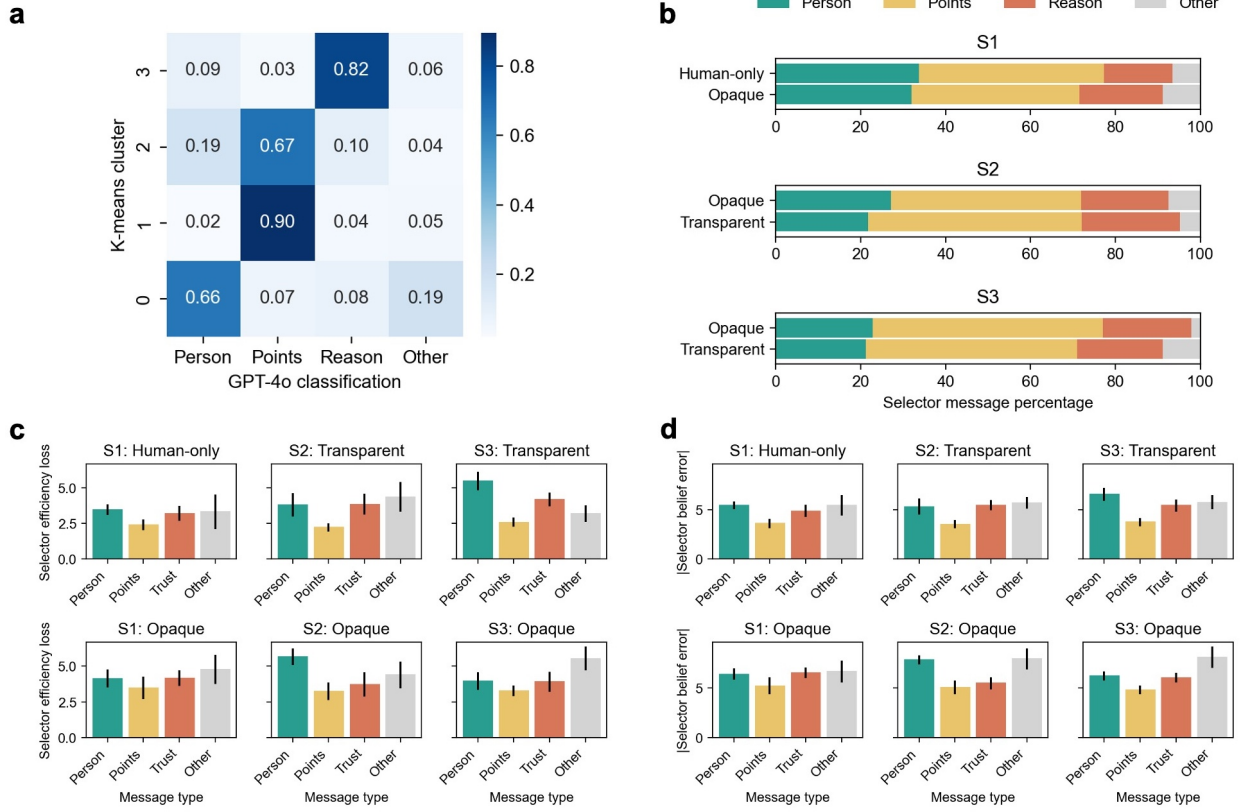 a
3 0.09 0.03 0.82 0.06
2 0.19 0.67 0.10 0.04
1 0.02 0.90 0.04 0.05
0 0.66 0.07 0.08 0.19
K-means cluster
Person Points Reason Other
GPT-4o classification
0.8
0.6
0.4
0.2
b
Person Points Reason Other
S1
Human-only
Opaque
0 20 40 60 80 100
S2
Opaque
Transparent
0 20 40 60 80 100
S3
Opaque
Transparent
0 20 40 60 80 100
Selector message percentage
c
S1: Human-only S2: Transparent S3: Transparent
Selector efficiency loss
5.0
2.5
0.0
Person Points Trust Other Person Points Trust Other Person Points Trust Other
S1: Opaque S2: Opaque S3: Opaque
Selector efficiency loss
5.0
2.5
0.0
Person Points Trust Other Person Points Trust Other Person Points Trust Other
Message type Message type Message type
d
S1: Human-only S2: Transparent S3: Transparent
|Selector belief error|
5
0
Person Points Trust Other Person Points Trust Other Person Points Trust Other
S1: Opaque S2: Opaque S3: Opaque
|Selector belief error|
5
0
Person Points Trust Other Person Points Trust Other Person Points Trust Other
Message type Message type Message type